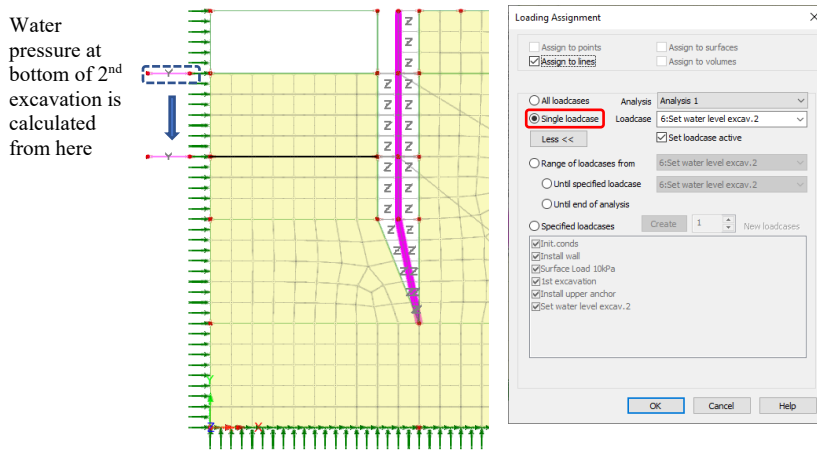 Water
pressure at
bottom of 2nd
excavation is
calculated
from here
Y
Y
Z
Z Z
Z Z
Z Z
Z Z
Z Z
Z Z
Z Z
Z Z
Z Z
Z Z
Z Z
Z
Y
Z X
Loading Assignment
Assign to points
Assign to surfaces
Assign to lines
Assign to volumes
All loadcases
Analysis
Analysis 1
Single loadcase
Loadcase
6:Set water level excav.2
Less <<
Set loadcase active
Range of loadcases from
6:Set water level excav.2
Until specified loadcase
6:Set water level excav.2
Until end of analysis
Specified loadcases
Create
1
New loadcases
Init.conds
Install wall
Surface Load 10kPa
1st excavation
Install upper anchor
Set water level excav.2
OK
Cancel
Help